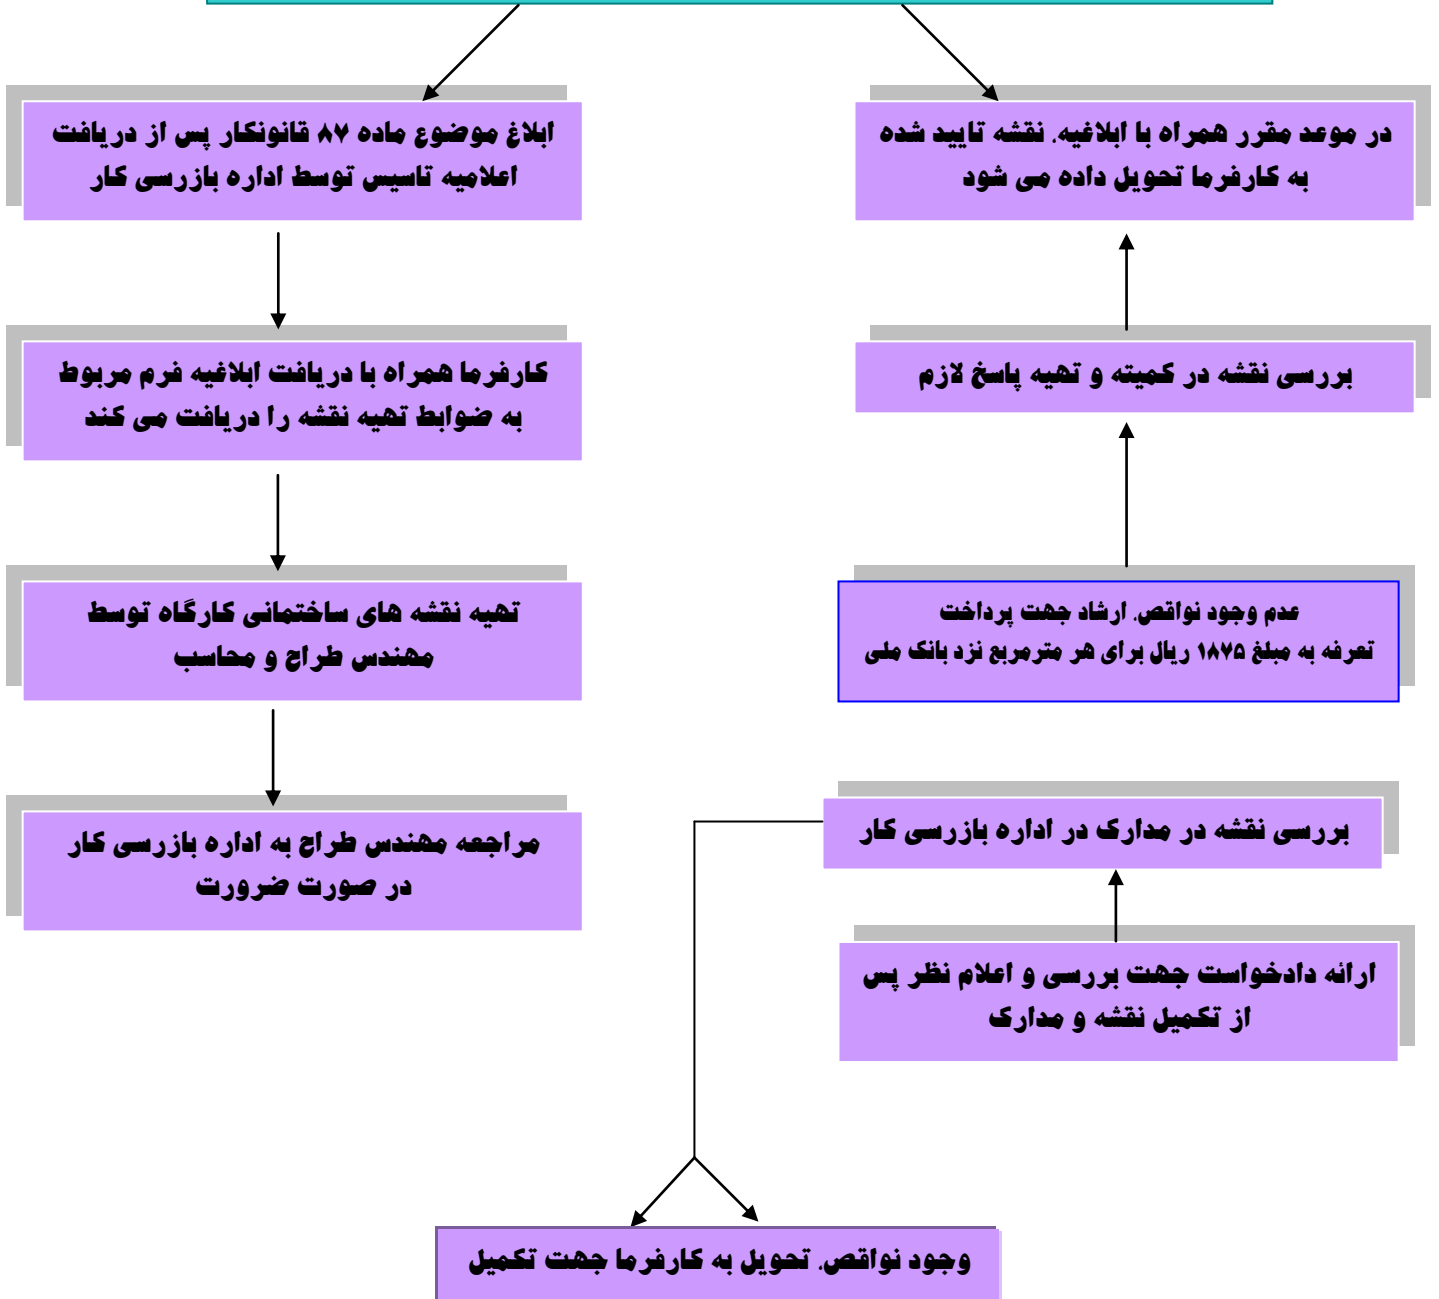 در موعد مقرر همراه با ابلاغیه. نقشه تایید شده
به کارفرما تحویل داده می شود
ابلاغ موضوع ماده ۸۷ قانونکار پس از دریافت
اعلامیه تاسیس توسط اداره بازرسی کار
بررسی نقشه در کمیته و تهیه پاسخ لازم
کارفرما همراه با دریافت ابلاغیه فرم مربوط
به ضوابط تهیه نقشه را دریافت می کند
عدم وجود نواقص. ارشاد جهت پرداخت
تعرفه به مبلغ ۱۸۷۵ ریال برای هر مترمربع نزد بانک ملی
تهیه نقشه های ساختمانی کارگاه توسط
مهندس طراح و محاسب
بررسی نقشه در مدارک در اداره بازرسی کار
مراجعه مهندس طراح به اداره بازرسی کار
در صورت ضرورت
ارائه دادخواست جهت بررسی و اعلام نظر پس
از تکمیل نقشه و مدارک
وجود نواقص. تحویل به کارفرما جهت تکمیل